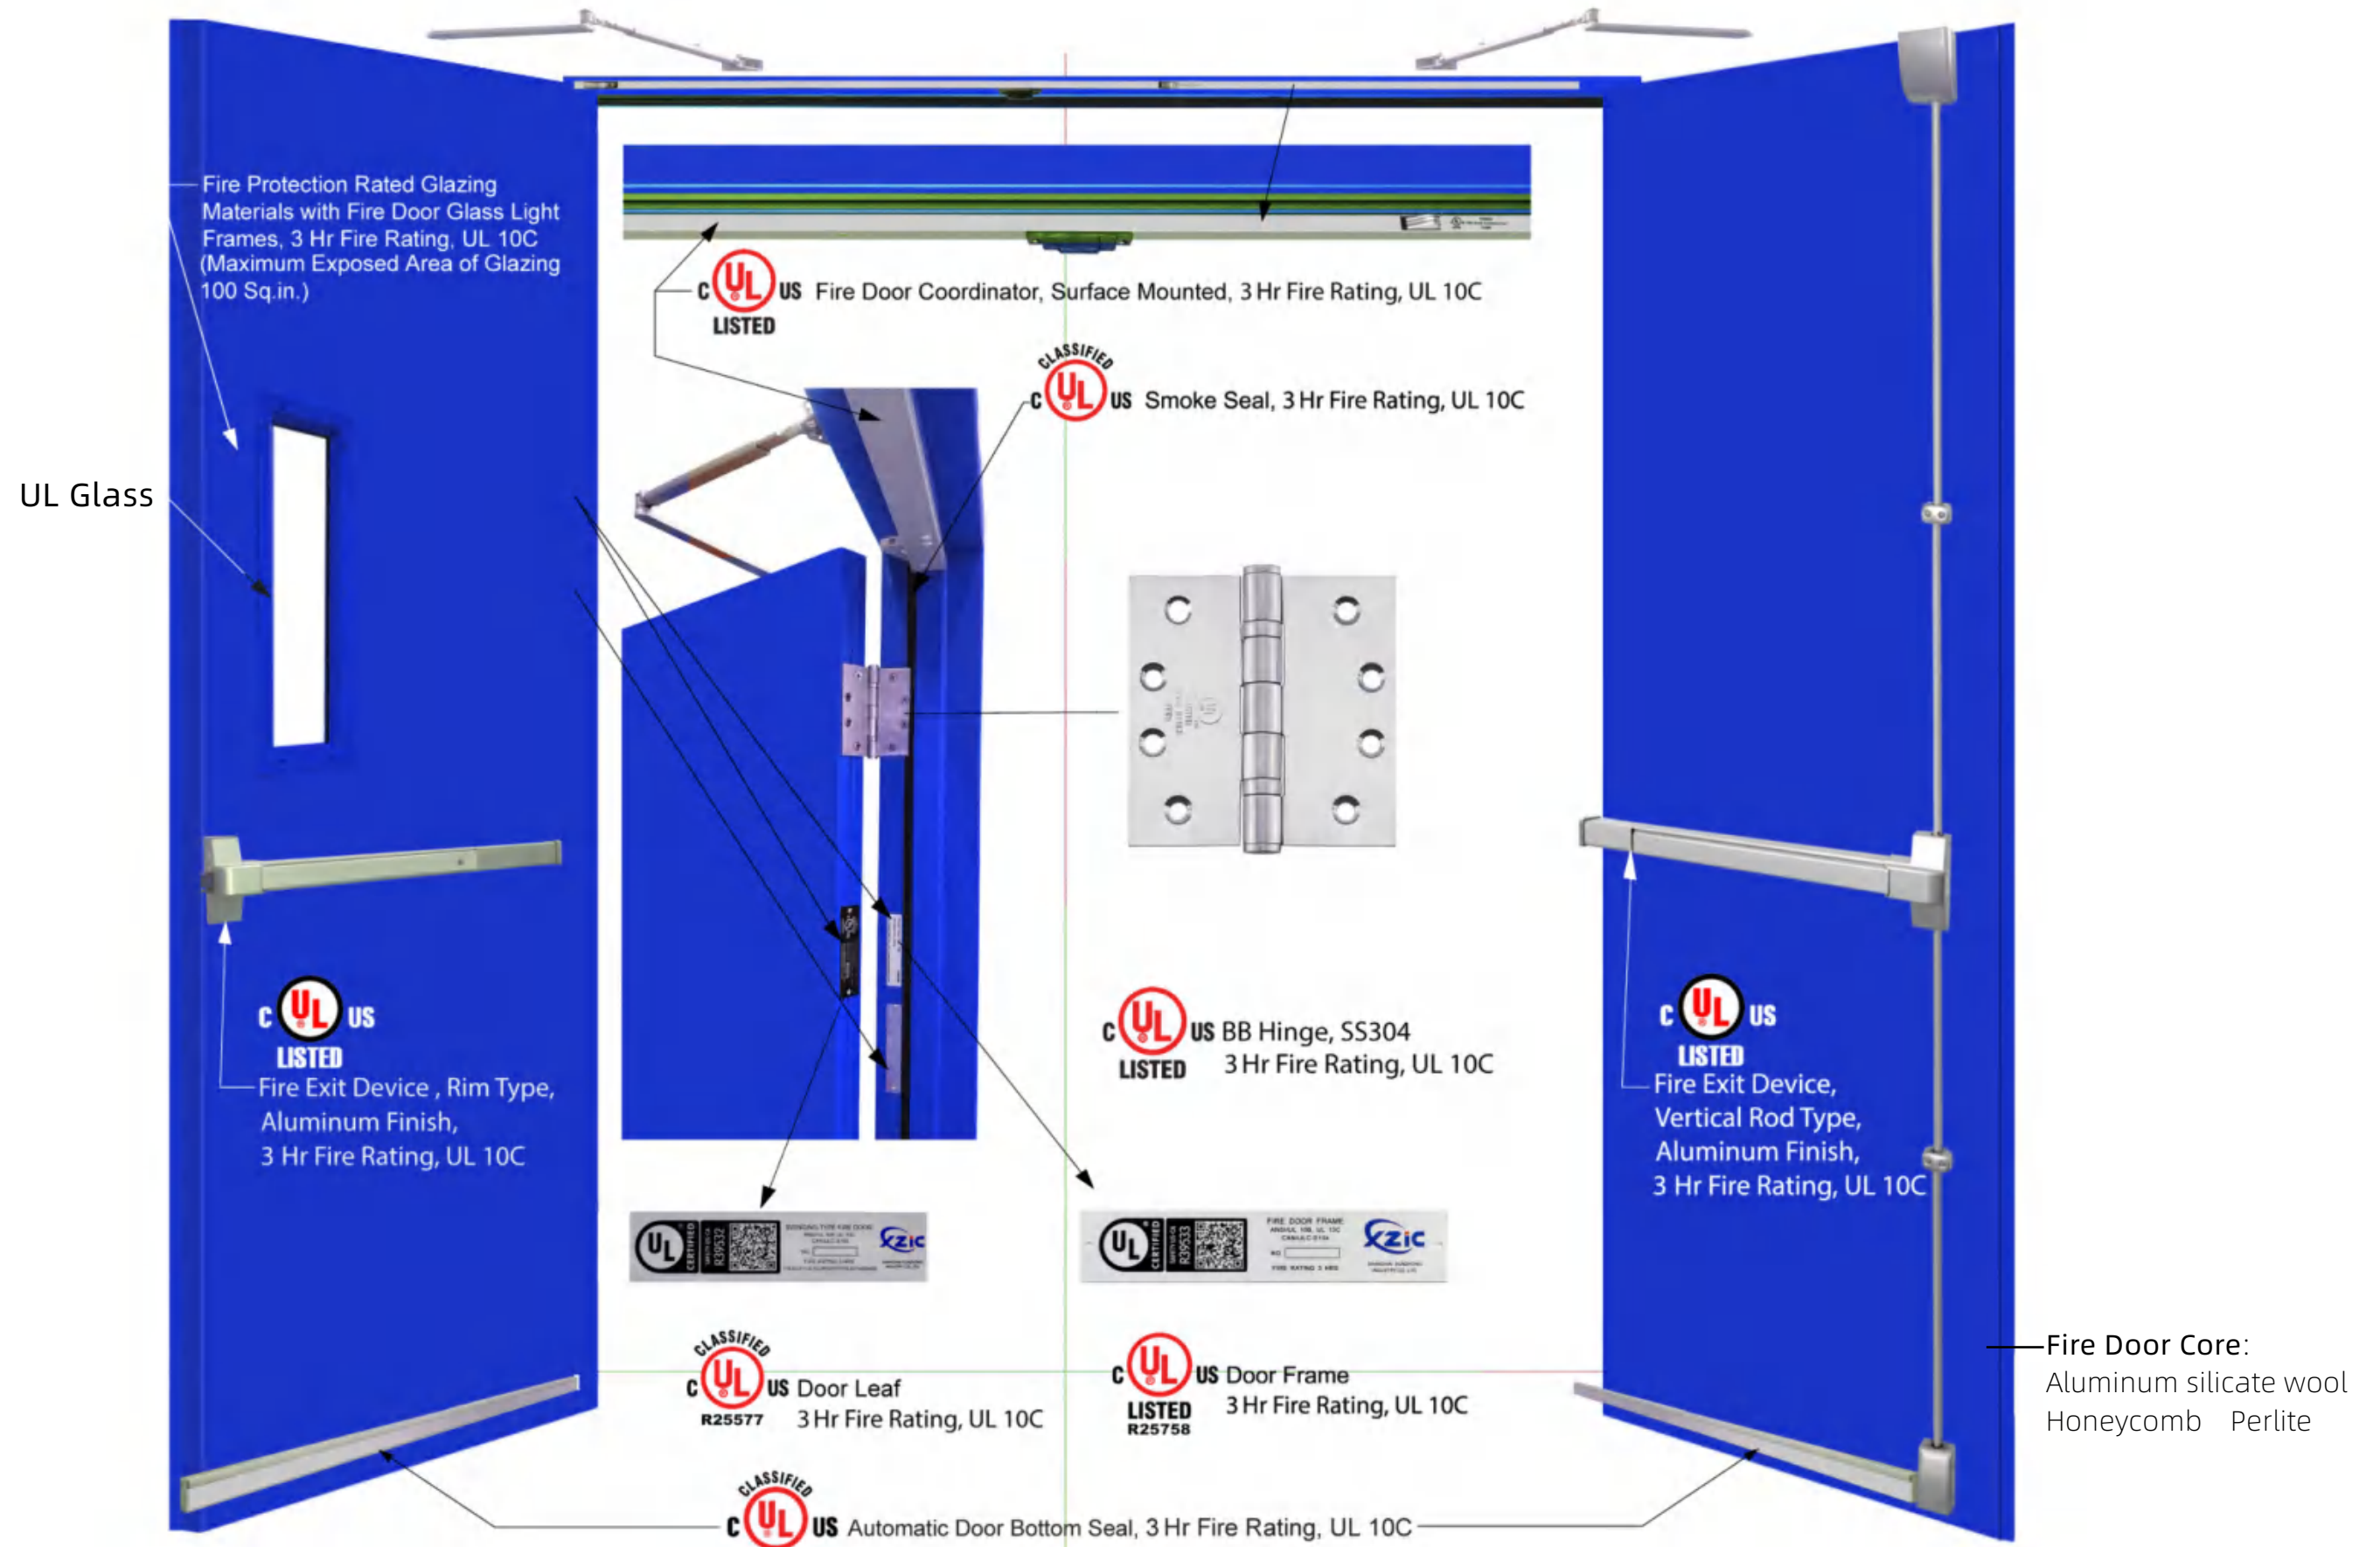 Fire Protection Rated Glazing
Materials with Fire Door Glass Light
Frames, 3 Hr Fire Rating, UL 10C
(Maximum Exposed Area of Glazing
100 Sq.in.)
UL Glass
C UL US Fire Door Coordinator, Surface Mounted, 3 Hr Fire Rating, UL 10C
LISTED
CLASSIFIED
C UL US Smoke Seal, 3 Hr Fire Rating, UL 10C
C UL US
LISTED
Fire Exit Device , Rim Type,
Aluminum Finish,
3 Hr Fire Rating, UL 10C
C UL US BB Hinge, SS304
LISTED 3 Hr Fire Rating, UL 10C
C UL US
LISTED
Fire Exit Device,
Vertical Rod Type,
Aluminum Finish,
3 Hr Fire Rating, UL 10C
UL CERTIFIED
R39532
XZIC
UL CERTIFIED
R39533
FIRE DOOR FRAME
FIRE RATING 3 HRS
XZIC
CLASSIFIED
C UL US Door Leaf
R25577 3 Hr Fire Rating, UL 10C
C UL US Door Frame
LISTED 3 Hr Fire Rating, UL 10C
R25758
Fire Door Core:
Aluminum silicate wool
Honeycomb Perlite
CLASSIFIED
C UL US Automatic Door Bottom Seal, 3 Hr Fire Rating, UL 10C